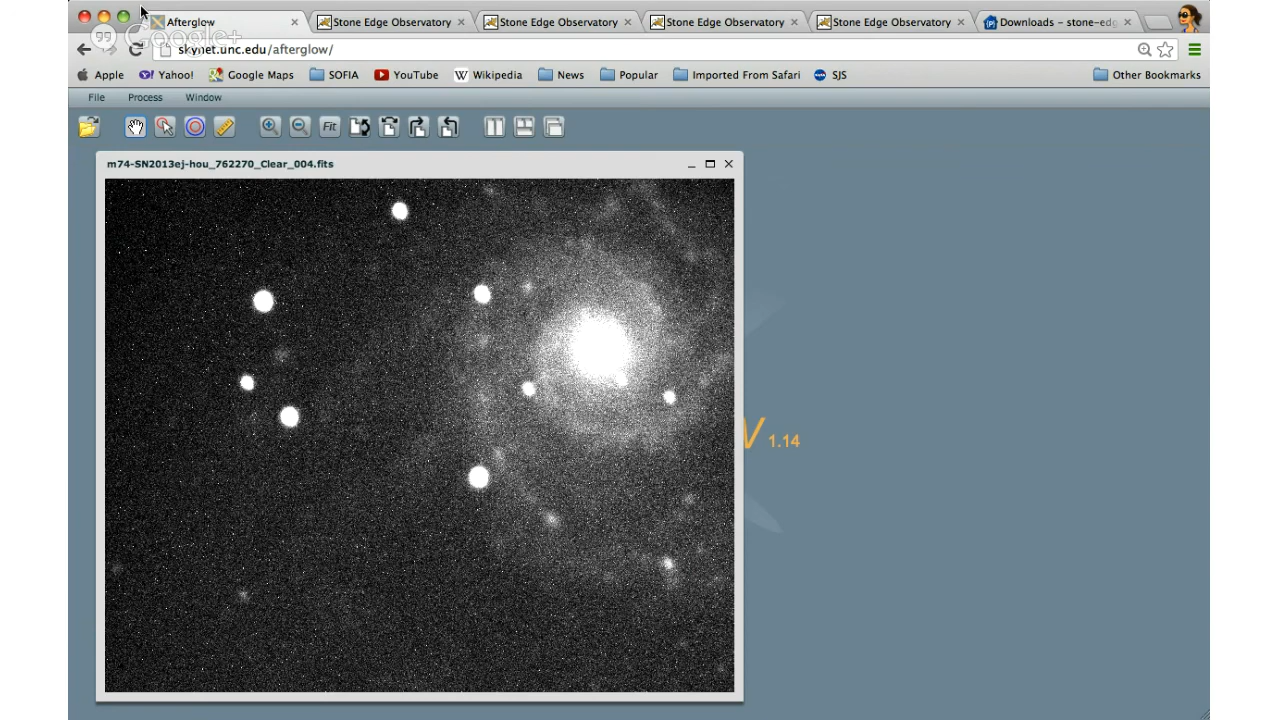 Afterglow
Stone Edge Observatory
Stone Edge Observatory
Stone Edge Observatory
Stone Edge Observatory
Downloads – stone-edg
Google+
skynet.unc.edu/afterglow/
Apple Yahoo! Google Maps SOFIA YouTube W Wikipedia News Popular Imported From Safari SJS Other Bookmarks
File Process Window
Fit
m74-SN2013ej-hou_762270_Clear_004.fits
1.14